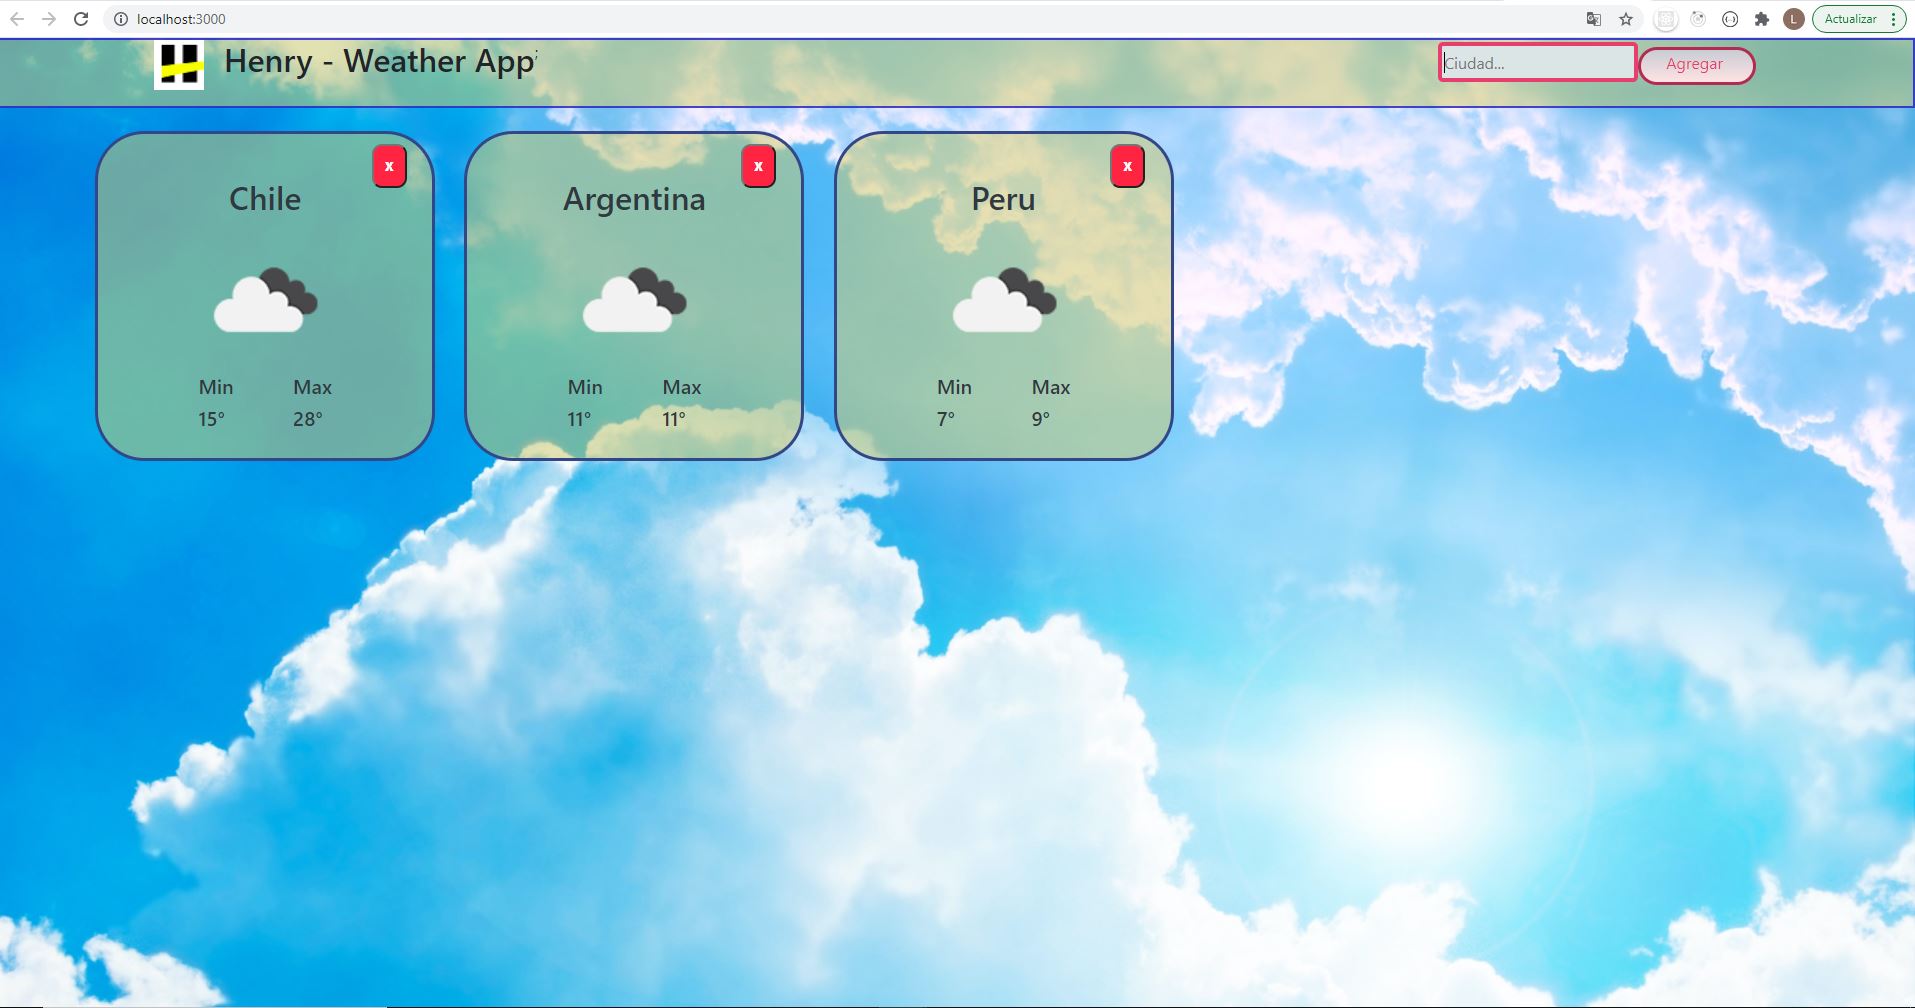 localhost:3000
L
Actualizar
H
Henry - Weather App
Ciudad...
Agregar
x
Chile
Min Max
15° 28°
x
Argentina
Min Max
11° 11°
x
Peru
Min Max
7° 9°